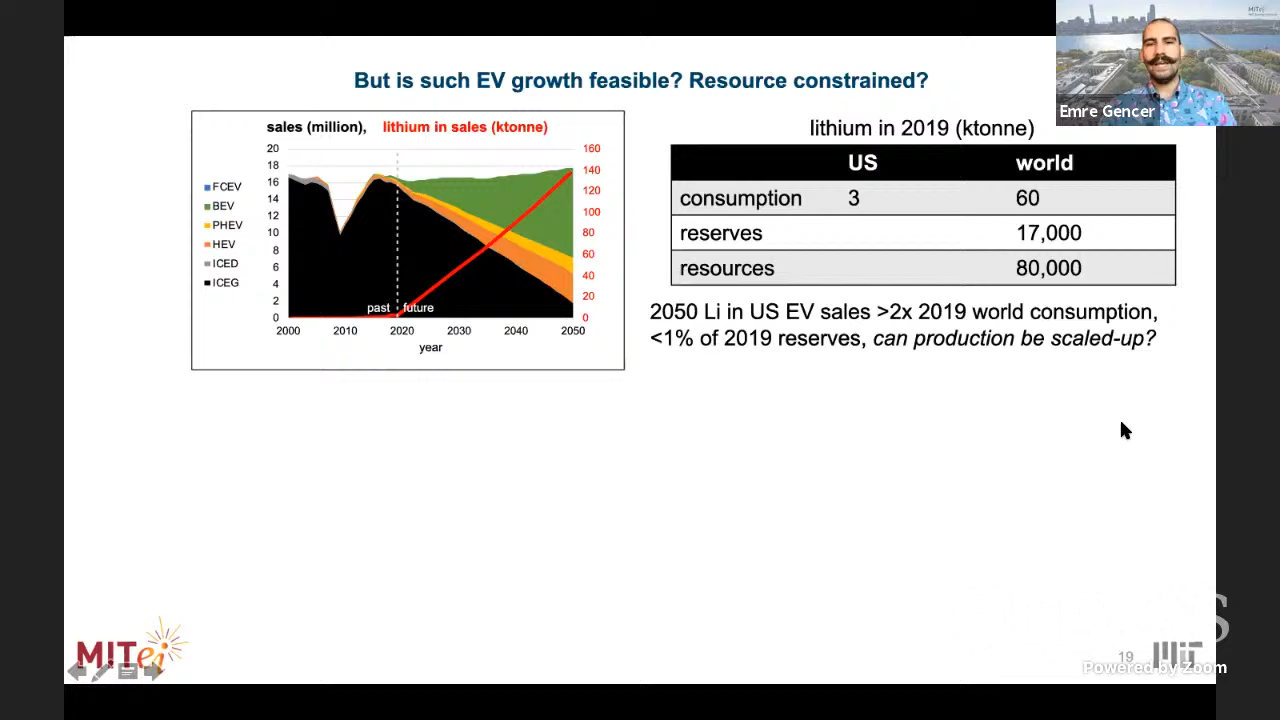 But is such EV growth feasible? Resource constrained?
MITei
Emre Gencer
sales (million), lithium in sales (ktonne)
20
18
16
14
12
10
8
6
4
2
0
160
140
120
100
80
60
40
20
0
FCEV
BEV
PHEV
HEV
ICED
ICEG
past future
2000 2010 2020 2030 2040 2050
year
lithium in 2019 (ktonne)
US world
consumption 3 60
reserves 17,000
resources 80,000
2050 Li in US EV sales >2x 2019 world consumption,
<1% of 2019 reserves, can production be scaled-up?
MITei
19
MIT
Powered by Zoom